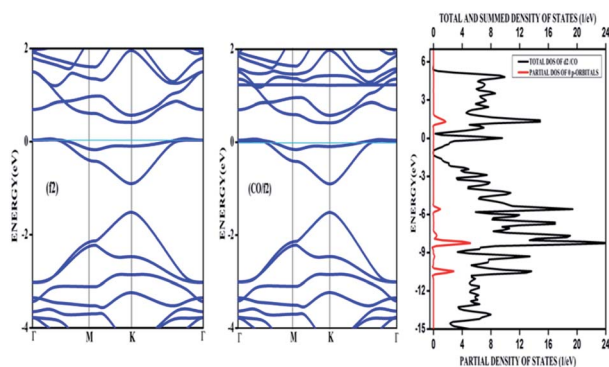 TOTAL AND SUMMED DENSITY OF STATES (1/eV)
0 4 8 12 16 20 24
2
0
-2
-4
ENERGY(eV)
(f2)
Γ M K Γ
2
0
-2
-4
ENERGY(eV)
(CO/f2)
Γ M K Γ
6
3
0
-3
-6
-9
-12
-15
ENERGY(eV)
TOTAL DOS OF f2/CO
PARTIAL DOS OF O p-ORBITALS
0 4 8 12 16 20 24
PARTIAL DENSITY OF STATES (1/eV)